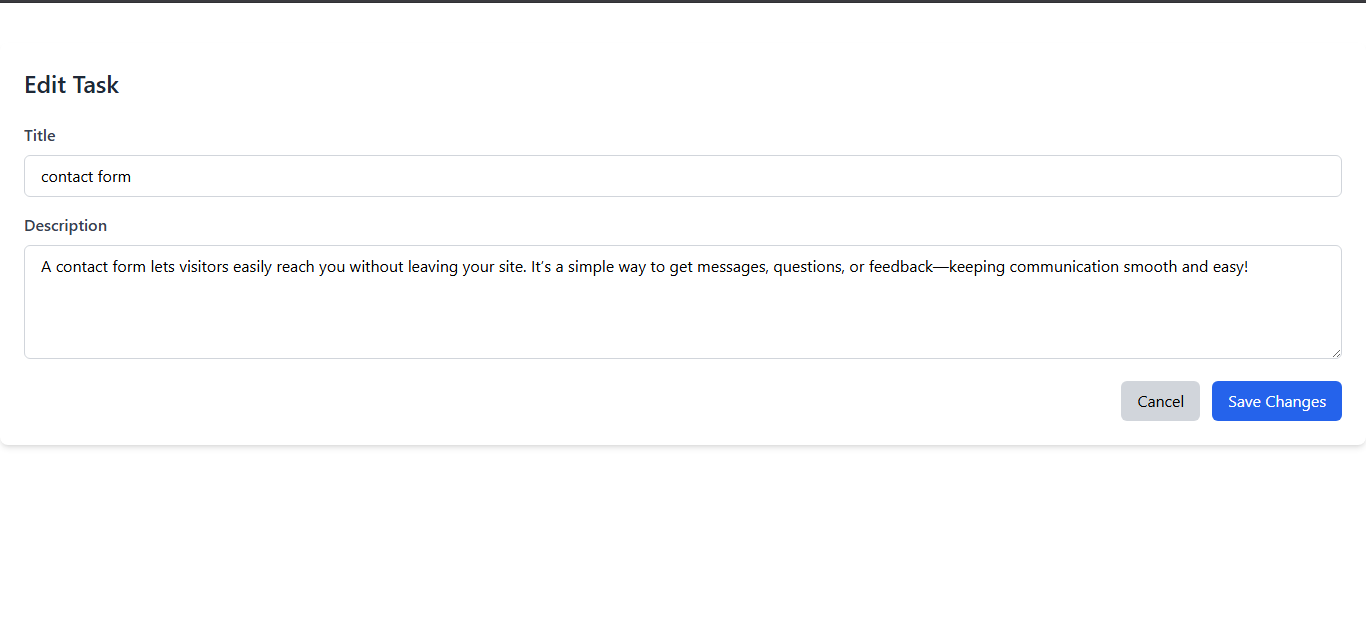 Edit Task
Title
contact form
Description
A contact form lets visitors easily reach you without leaving your site. It’s a simple way to get messages, questions, or feedback—keeping communication smooth and easy!
Cancel
Save Changes